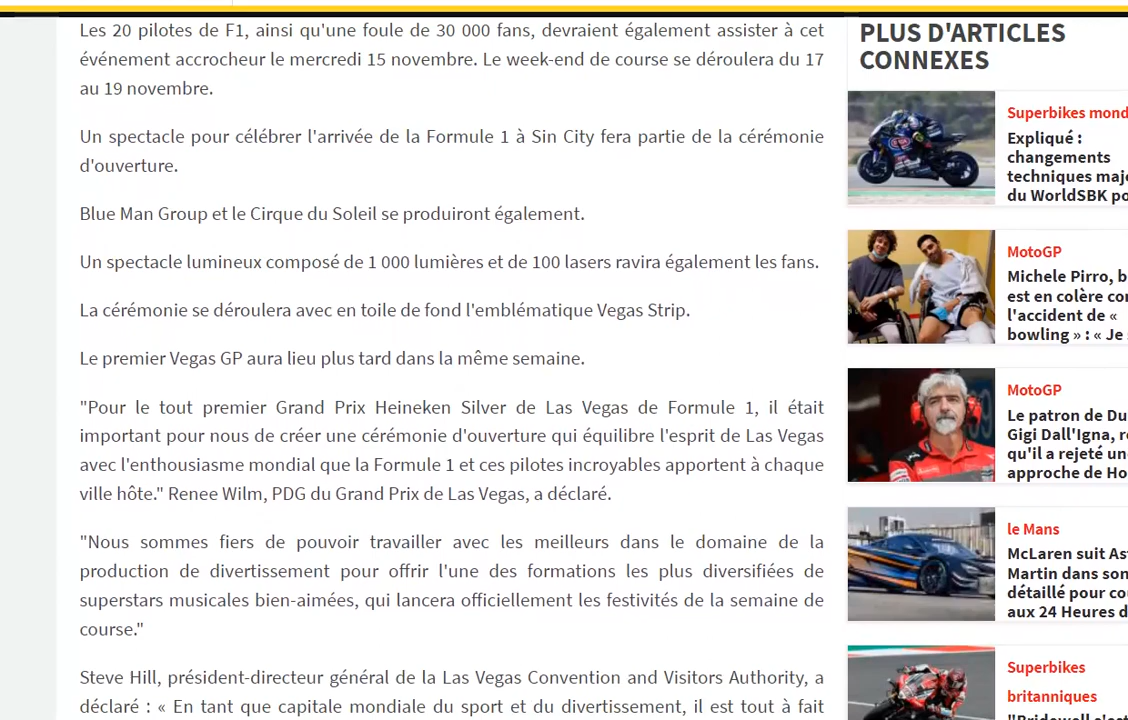 Les 20 pilotes de F1, ainsi qu'une foule de 30 000 fans, devraient également assister à cet
événement accrocheur le mercredi 15 novembre. Le week-end de course se déroulera du 17
au 19 novembre.
Un spectacle pour célébrer l'arrivée de la Formule 1 à Sin City fera partie de la cérémonie
d'ouverture.
Blue Man Group et le Cirque du Soleil se produiront également.
Un spectacle lumineux composé de 1 000 lumières et de 100 lasers ravira également les fans.
La cérémonie se déroulera avec en toile de fond l'emblématique Vegas Strip.
Le premier Vegas GP aura lieu plus tard dans la même semaine.
"Pour le tout premier Grand Prix Heineken Silver de Las Vegas de Formule 1, il était
important pour nous de créer une cérémonie d'ouverture qui équilibre l'esprit de Las Vegas
avec l'enthousiasme mondial que la Formule 1 et ces pilotes incroyables apportent à chaque
ville hôte." Renee Wilm, PDG du Grand Prix de Las Vegas, a déclaré.
"Nous sommes fiers de pouvoir travailler avec les meilleurs dans le domaine de la
production de divertissement pour offrir l'une des formations les plus diversifiées de
superstars musicales bien-aimées, qui lancera officiellement les festivités de la semaine de
course."
Steve Hill, président-directeur général de la Las Vegas Convention and Visitors Authority, a
déclaré : « En tant que capitale mondiale du sport et du divertissement, il est tout à fait
PLUS D'ARTICLES
CONNEXES
Superbikes mond
Expliqué :
changements
techniques maj
du WorldSBK po
MotoGP
Michele Pirro, b
est en colère co
l'accident de «
bowling » : « Je
MotoGP
Le patron de Du
Gigi Dall'Igna, r
qu'il a rejeté un
approche de Ho
le Mans
McLaren suit As
Martin dans son
détaillé pour co
aux 24 Heures d
Superbikes
britanniques